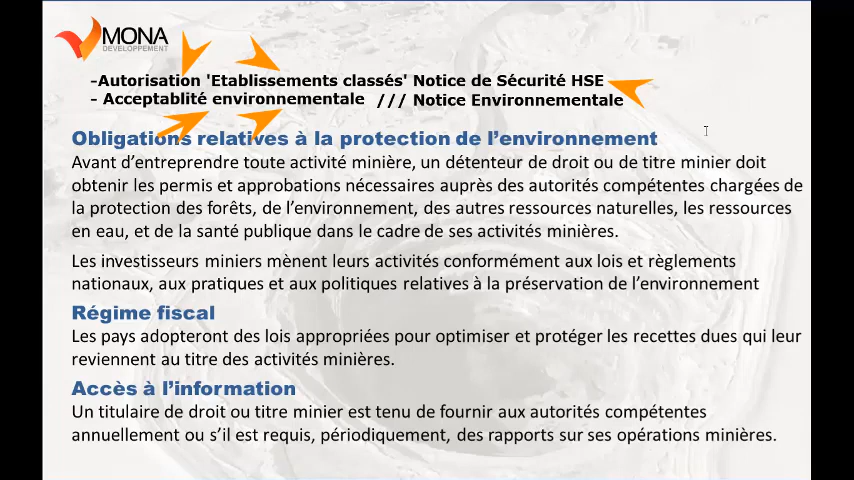 MONA
DEVELOPPEMENT
-Autorisation 'Etablissements classés' Notice de Sécurité HSE
- Acceptablité environnementale /// Notice Environnementale
Obligations relatives à la protection de l'environnement
Avant d'entreprendre toute activité minière, un détenteur de droit ou de titre minier doit
obtenir les permis et approbations nécessaires auprès des autorités compétentes chargées de
la protection des forêts, de l'environnement, des autres ressources naturelles, les ressources
en eau, et de la santé publique dans le cadre de ses activités minières.
Les investisseurs miniers mènent leurs activités conformément aux lois et règlements
nationaux, aux pratiques et aux politiques relatives à la préservation de l'environnement
Régime fiscal
Les pays adopteront des lois appropriées pour optimiser et protéger les recettes dues qui leur
reviennent au titre des activités minières.
Accès à l'information
Un titulaire de droit ou titre minier est tenu de fournir aux autorités compétentes
annuellement ou s'il est requis, périodiquement, des rapports sur ses opérations minières.